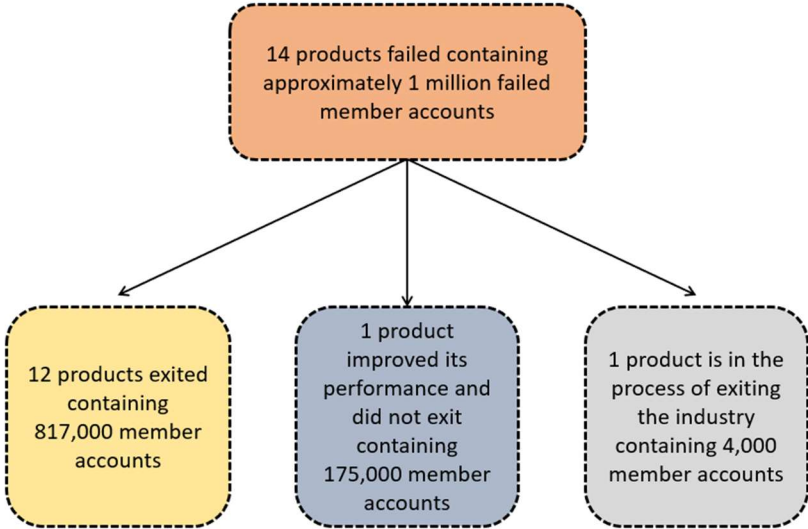 14 products failed containing
approximately 1 million failed
member accounts
12 products exited
containing
817,000 member
accounts
1 product
improved its
performance and
did not exit
containing
175,000 member
accounts
1 product is in the
process of exiting
the industry
containing 4,000
member accounts